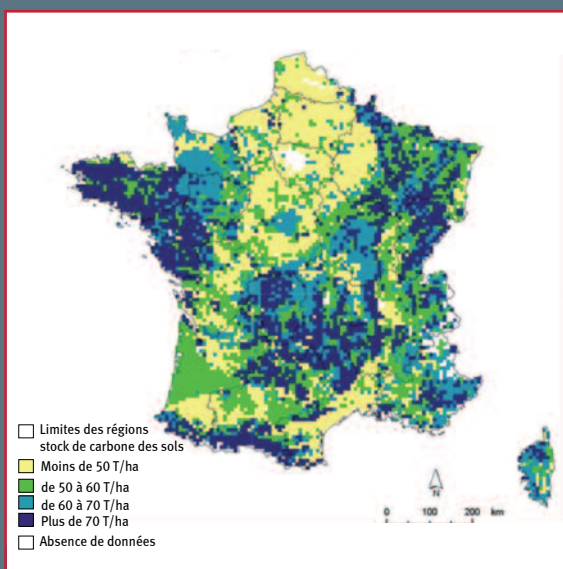 Limites des régions
stock de carbone des sols
Moins de 50 T/ha
de 50 à 60 T/ha
de 60 à 70 T/ha
Plus de 70 T/ha
Absence de données
N
0 100 200 km